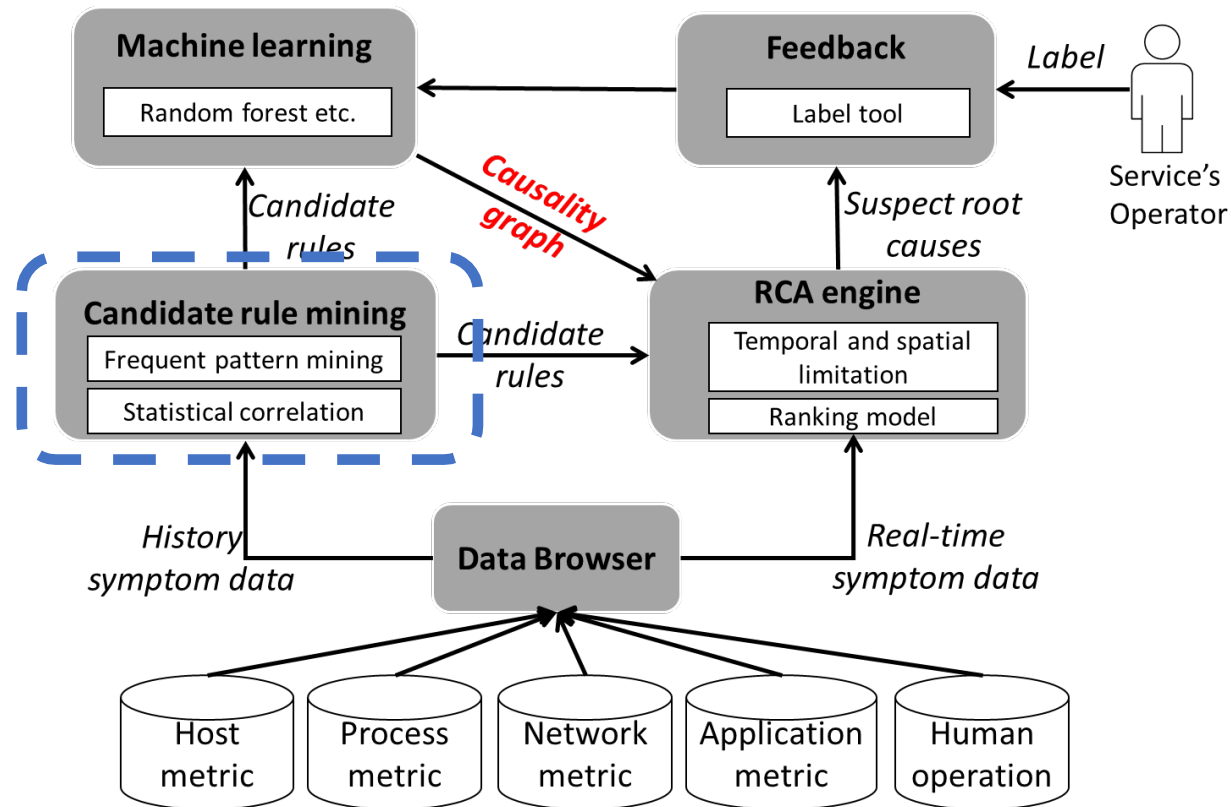 Machine learning
Random forest etc.
Feedback
Label tool
Label
Service's
Operator
Causality
graph
Candidate
rules
Suspect root
causes
Candidate rule mining
Frequent pattern mining
Statistical correlation
Candidate
rules
RCA engine
Temporal and spatial
limitation
Ranking model
History
symptom data
Data Browser
Real-time
symptom data
Host
metric
Process
metric
Network
metric
Application
metric
Human
operation